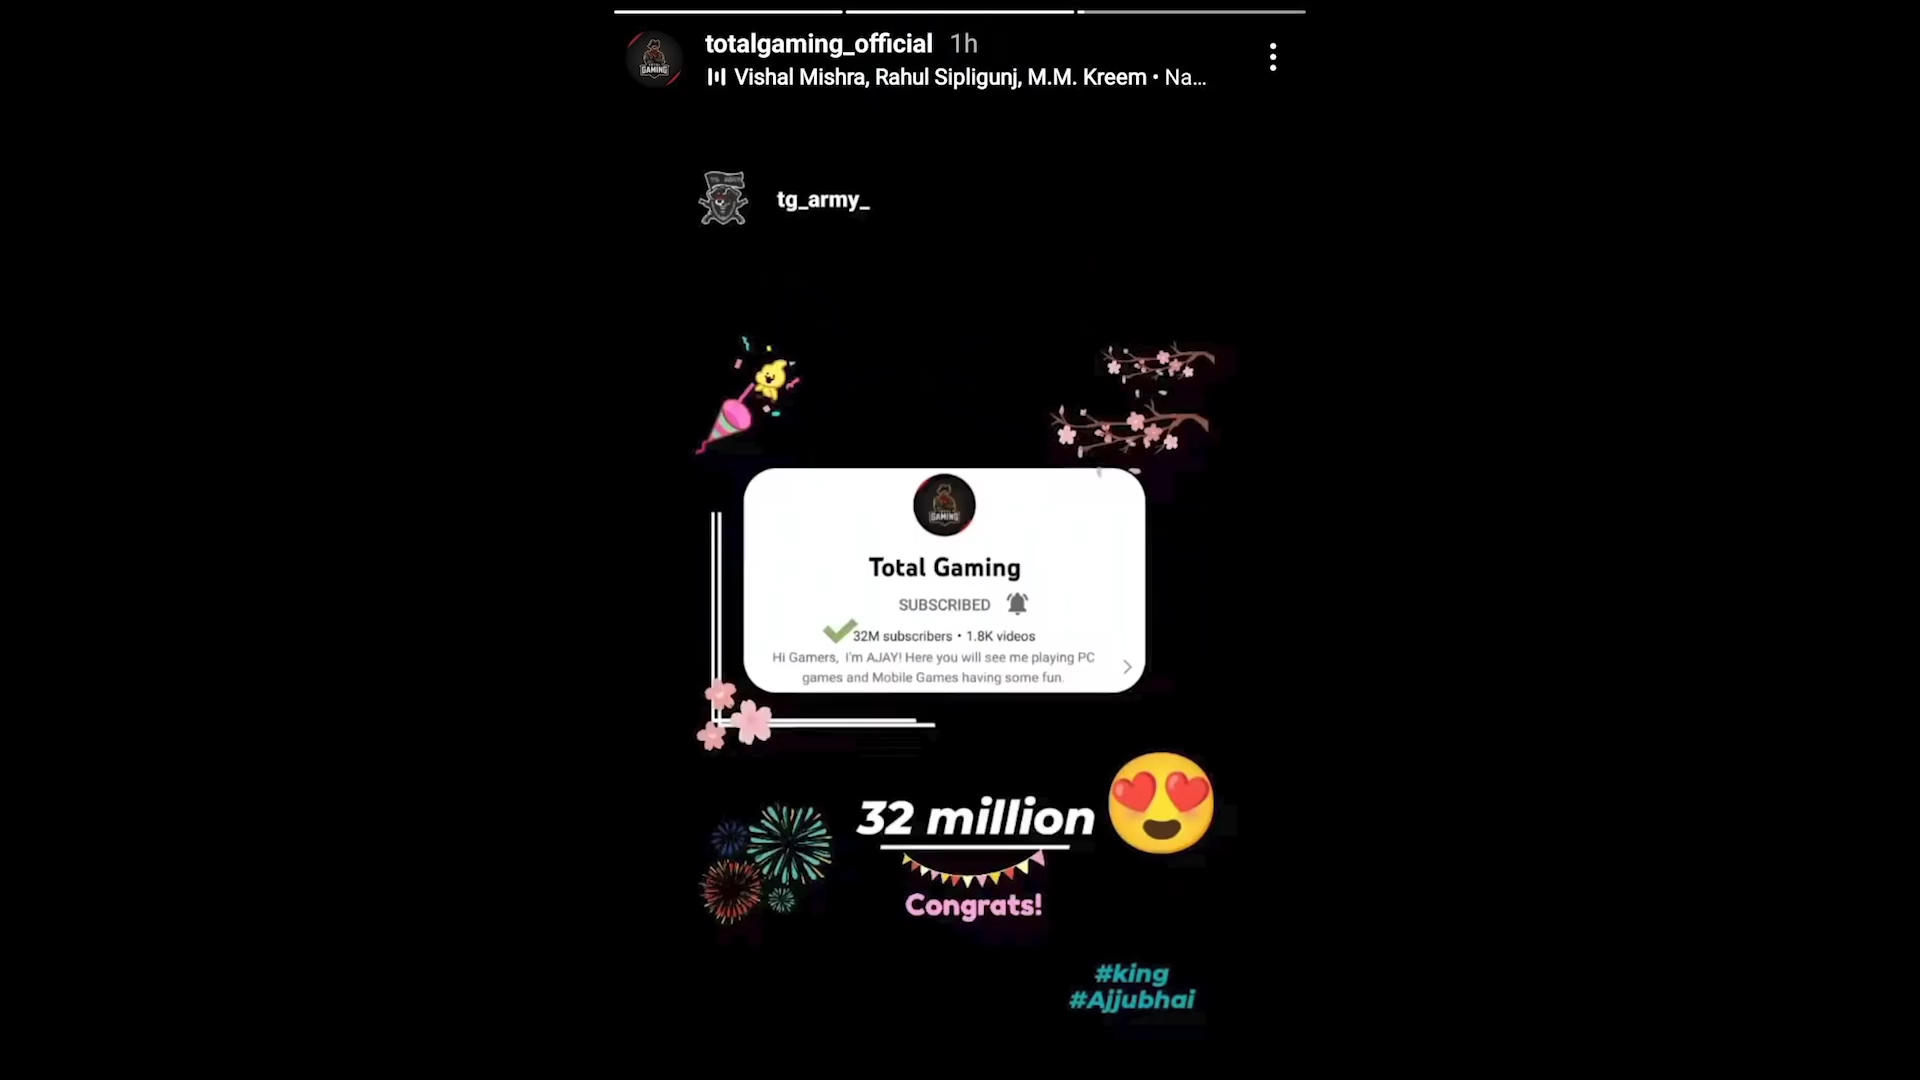 totalgaming_official 1h
Vishal Mishra, Rahul Sipligunj, M.M. Kreem • Na...
tg_army_
GAMING
Total Gaming
SUBSCRIBED
32M subscribers • 1.8K videos
Hi Gamers, I'm AJAY! Here you will see me playing PC
games and Mobile Games having some fun.
32 million
Congrats!
#king
#Ajjubhai